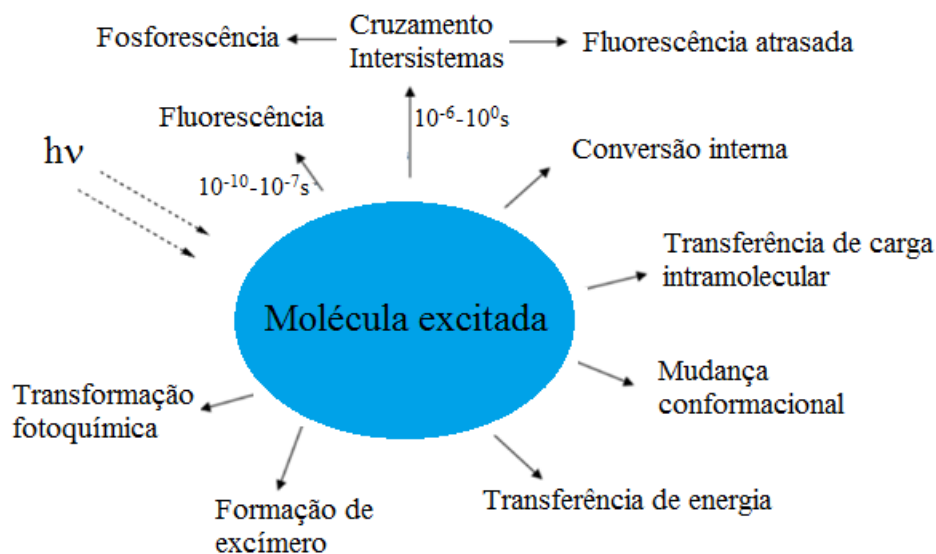 Fosforescência
Cruzamento
Intersistemas
Fluorescência atrasada
Fluorescência
10⁻⁶-10⁰s
hν
10⁻¹⁰-10⁻⁷s
Conversão interna
Transferência de carga
intramolecular
Molécula excitada
Mudança
conformacional
Transformação
fotoquímica
Transferência de energia
Formação de
excímero